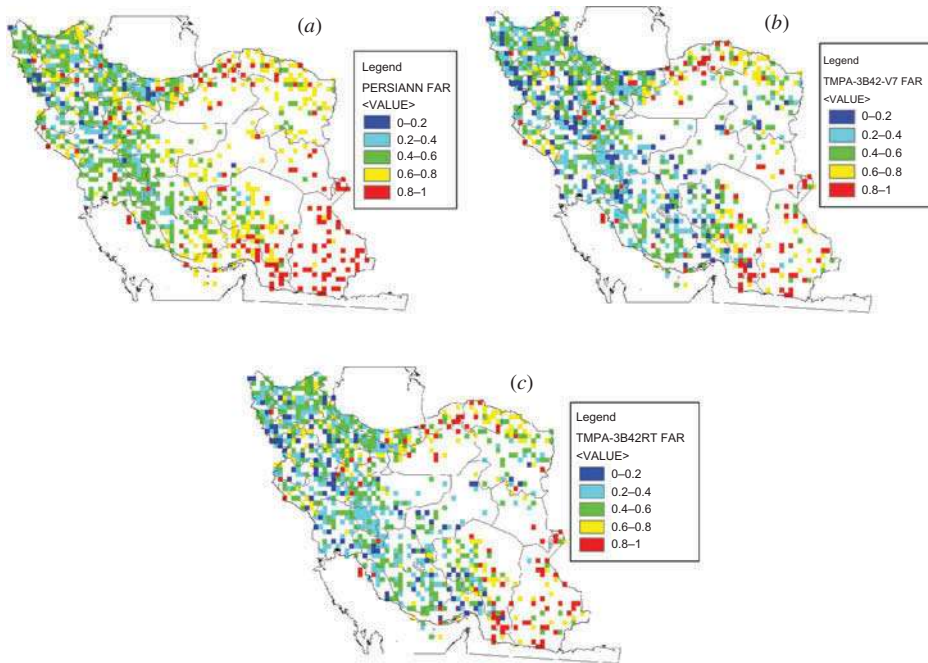 (a)
Legend
PERSIANN FAR
<VALUE>
0–0.2
0.2–0.4
0.4–0.6
0.6–0.8
0.8–1
(b)
Legend
TMPA-3B42-V7 FAR
<VALUE>
0–0.2
0.2–0.4
0.4–0.6
0.6–0.8
0.8–1
(c)
Legend
TMPA-3B42RT FAR
<VALUE>
0–0.2
0.2–0.4
0.4–0.6
0.6–0.8
0.8–1